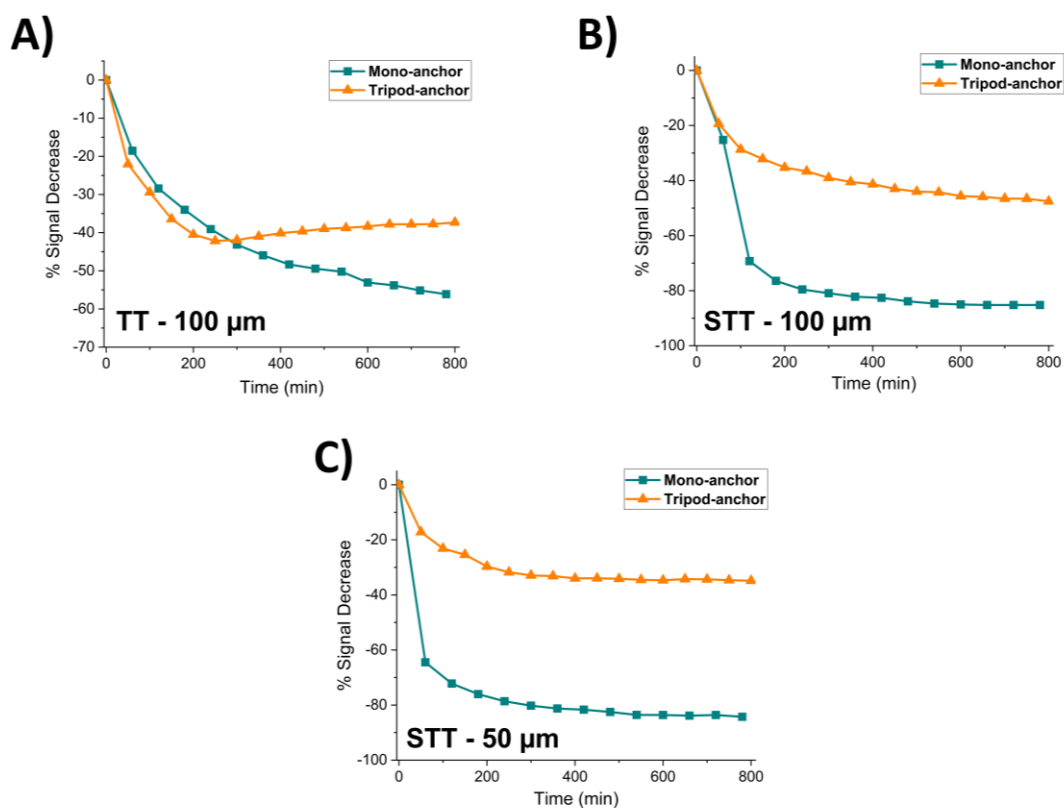 A)
Mono-anchor
Tripod-anchor
0
-10
-20
-30
-40
-50
-60
-70
% Signal Decrease
TT - 100 µm
0 200 400 600 800
Time (min)
B)
Mono-anchor
Tripod-anchor
0
-20
-40
-60
-80
-100
% Signal Decrease
STT - 100 µm
0 200 400 600 800
Time (min)
C)
Mono-anchor
Tripod-anchor
0
-20
-40
-60
-80
-100
% Signal Decrease
STT - 50 µm
0 200 400 600 800
Time (min)